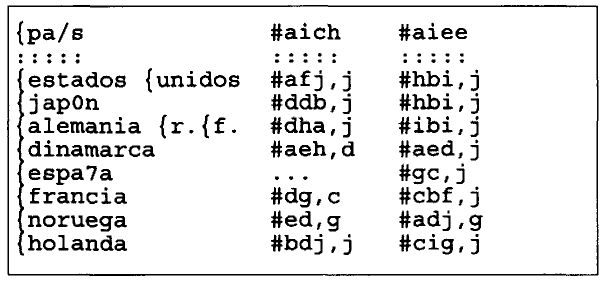 {pa/s #aich #aiee
::::: ::::: :::::
{estados {unidos #afj,j #hbi,j
{jap0n #ddb,j #hbi,j
{alemania {r.{f. #dha,j #ibi,j
{dinamarca #aeh,d #aed,j
{espa7a ... #gc,j
{francia #dg,c #cbf,j
{noruega #ed,g #adj,g
{holanda #bdj,j #cig,j